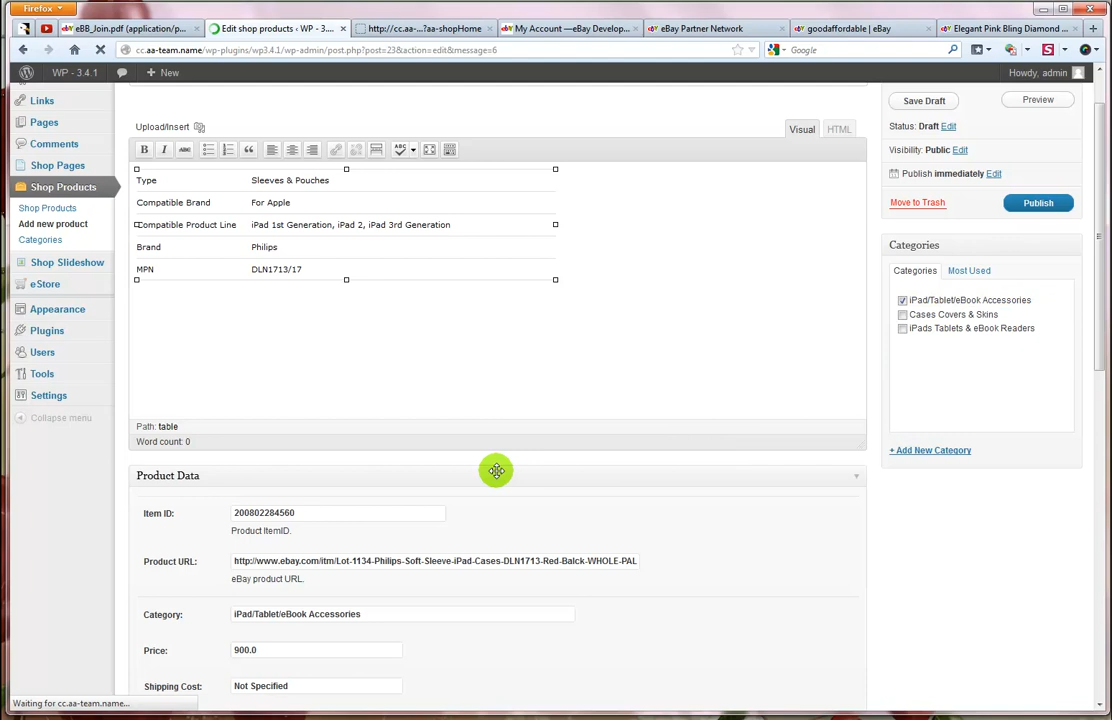 Firefox
eBB_Join.pdf (application/p...
Edit shop products ‹ WP - 3.4....
http://cc.aa-...?aa-shopHome
My Account —eBay Develop...
eBay Partner Network
goodaffordable | eBay
Elegant Pink Bling Diamond ...
cc.aa-team.name/wp-plugins/wp3.4.1/wp-admin/post.php?post=23&action=edit&message=6
Google
WP - 3.4.1
+ New
Howdy, admin
Links
Pages
Comments
Shop Pages
Shop Products
Shop Products
Add new product
Categories
Shop Slideshow
eStore
Appearance
Plugins
Users
Tools
Settings
Collapse menu
Upload/Insert
Visual
HTML
B I ABC
ABC
Type Sleeves & Pouches
Compatible Brand For Apple
Compatible Product Line iPad 1st Generation, iPad 2, iPad 3rd Generation
Brand Philips
MPN DLN1713/17
Path: table
Word count: 0
Product Data
Item ID: 200802284560
Product ItemID.
Product URL: http://www.ebay.com/itm/Lot-1134-Philips-Soft-Sleeve-iPad-Cases-DLN1713-Red-Balck-WHOLE-PAL
eBay product URL.
Category: iPad/Tablet/eBook Accessories
Price: 900.0
Shipping Cost: Not Specified
Save Draft
Preview
Status: Draft Edit
Visibility: Public Edit
Publish immediately Edit
Move to Trash
Publish
Categories
Categories
Most Used
iPad/Tablet/eBook Accessories
Cases Covers & Skins
iPads Tablets & eBook Readers
+ Add New Category
Waiting for cc.aa-team.name...